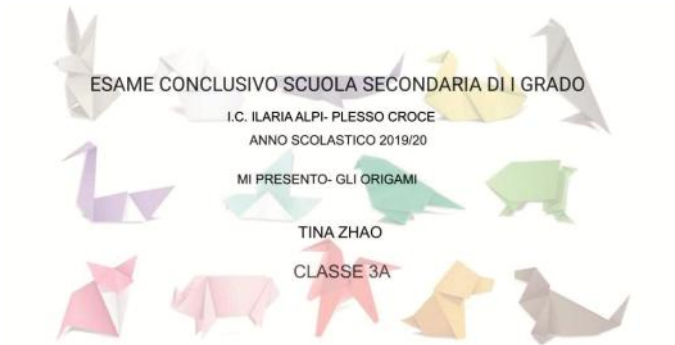 ESAME CONCLUSIVO SCUOLA SECONDARIA DI I GRADO
I.C. ILARIA ALPI- PLESSO CROCE
ANNO SCOLASTICO 2019/20
MI PRESENTO- GLI ORIGAMI
TINA ZHAO
CLASSE 3A